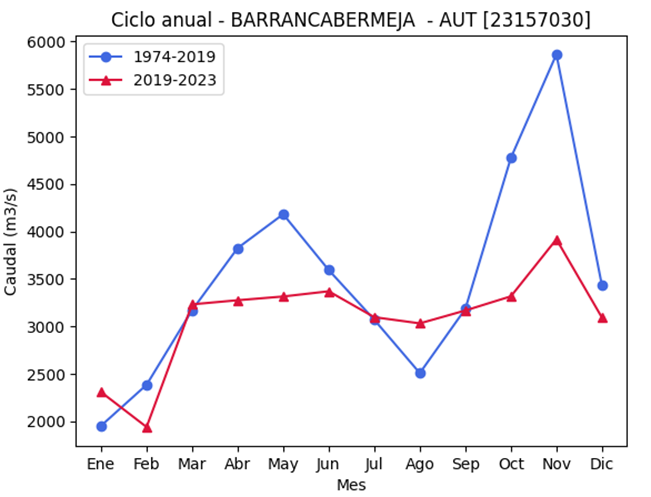 Ciclo anual - BARRANCABERMEJA  - AUT [23157030]
1974-2019
2019-2023
Caudal (m3/s)
6000
5500
5000
4500
4000
3500
3000
2500
2000
Ene Feb Mar Abr May Jun Jul Ago Sep Oct Nov Dic
Mes